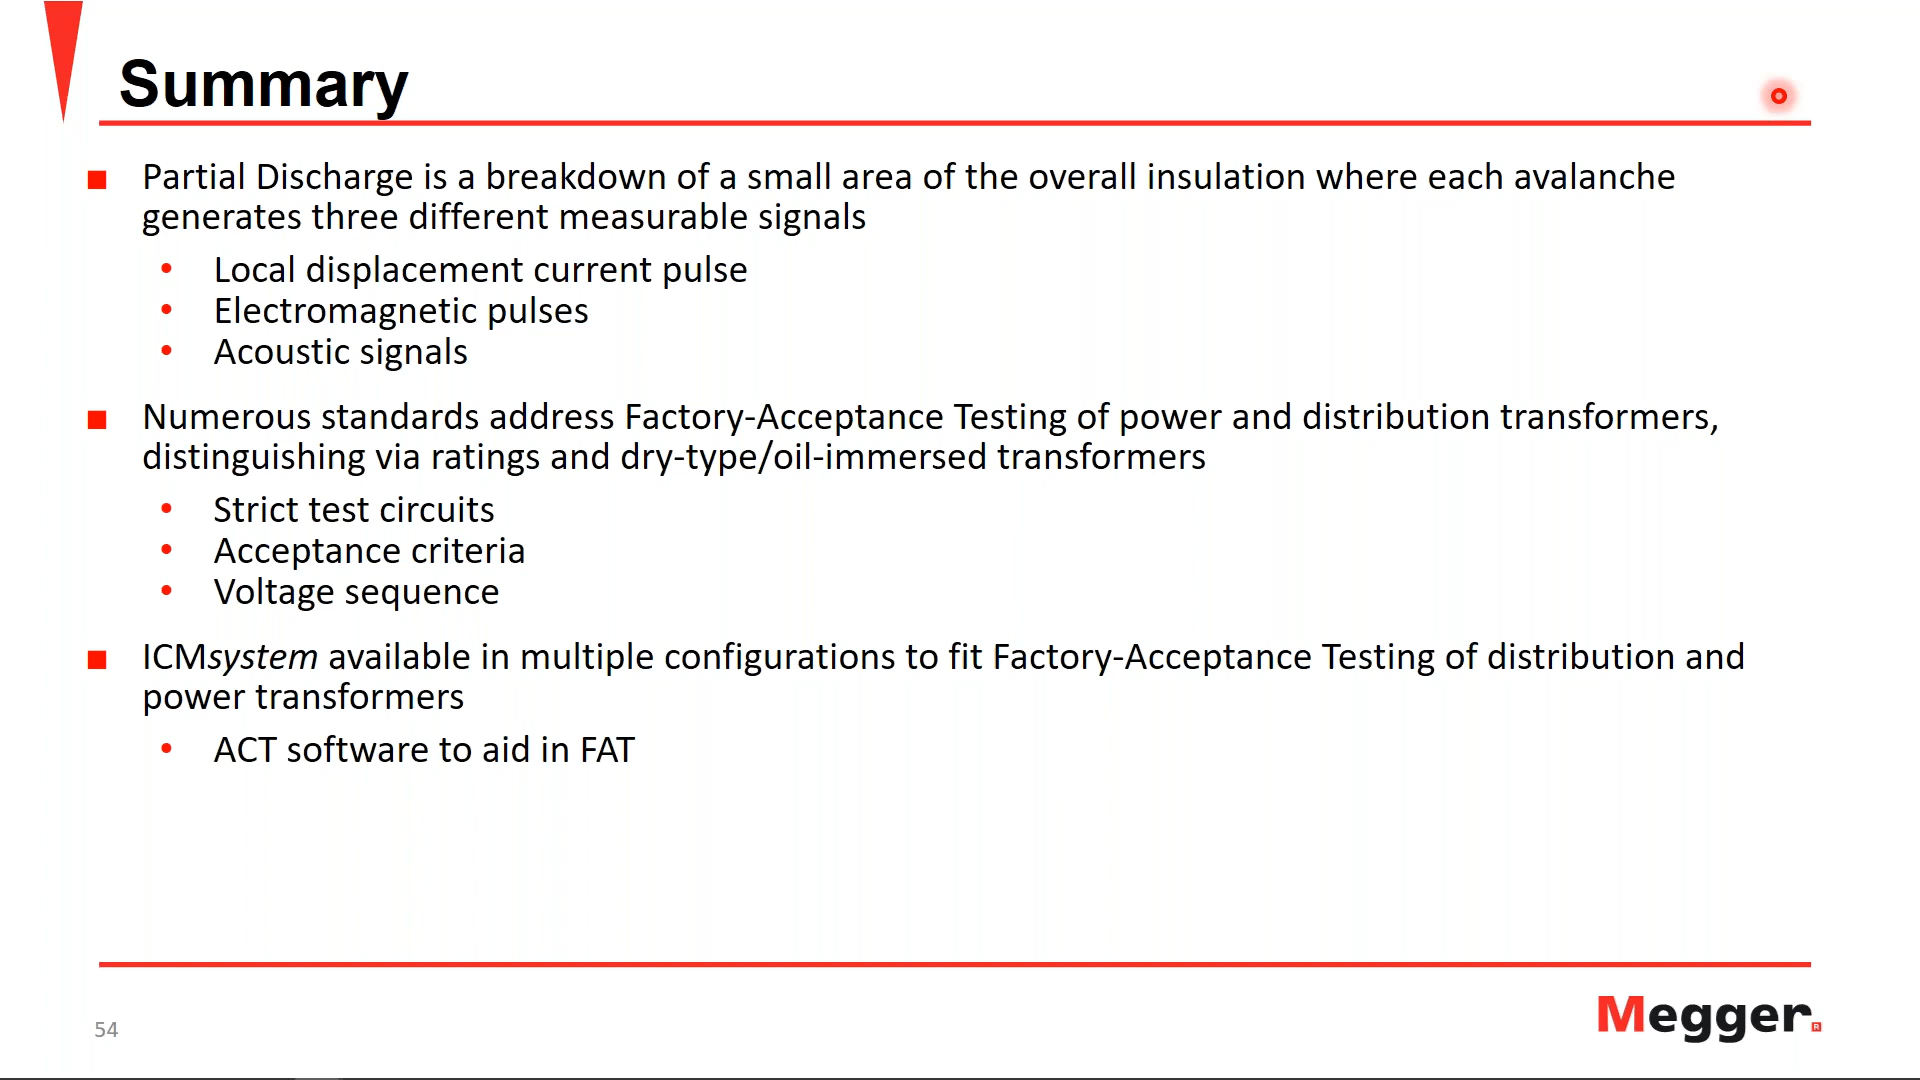 Summary
Partial Discharge is a breakdown of a small area of the overall insulation where each avalanche
generates three different measurable signals
Local displacement current pulse
Electromagnetic pulses
Acoustic signals
Numerous standards address Factory-Acceptance Testing of power and distribution transformers,
distinguishing via ratings and dry-type/oil-immersed transformers
Strict test circuits
Acceptance criteria
Voltage sequence
ICMsystem available in multiple configurations to fit Factory-Acceptance Testing of distribution and
power transformers
ACT software to aid in FAT
54
Megger®